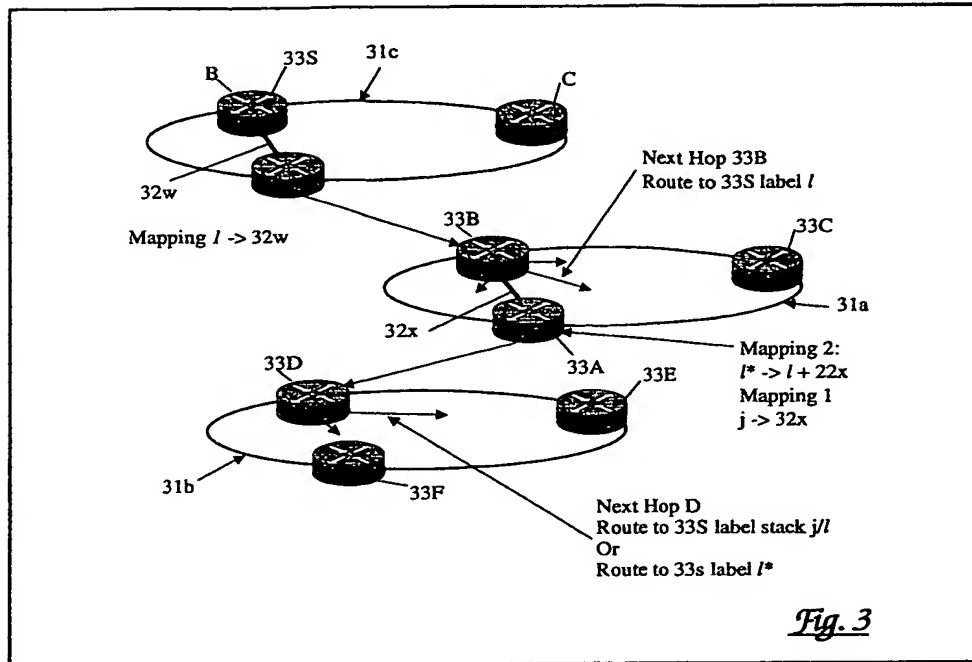 33S
31c
B
C
32w
Next Hop 33B
Route to 33S label l
Mapping l -> 32w
33B
33C
32x
31a
33A
Mapping 2:
l* -> l + 22x
Mapping 1
j -> 32x
33D
33E
31b
33F
Next Hop D
Route to 33S label stack j/l
Or
Route to 33s label l*
Fig. 3